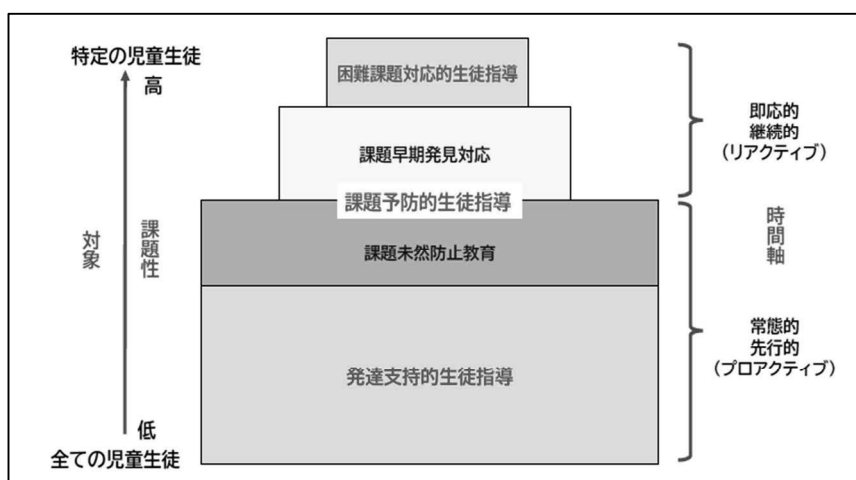 特定の児童生徒
高
困難課題対応的生徒指導
即応的
継続的
(リアクティブ)
課題早期発見対応
課題予防的生徒指導
対象
課題性
時間軸
課題未然防止教育
常態的
先行的
(プロアクティブ)
発達支持的生徒指導
低
全ての児童生徒